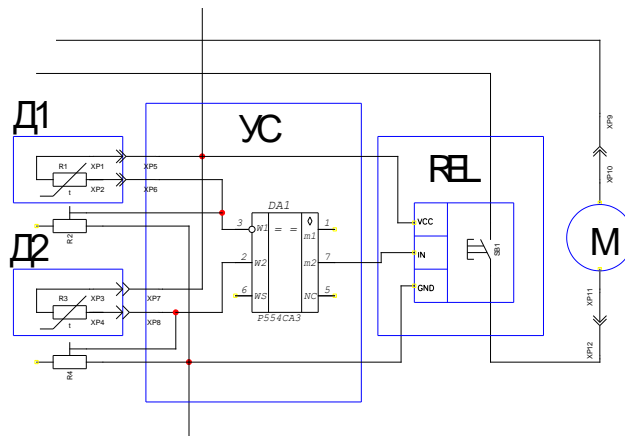 Д1
R1
t
XP1
XP2
XP5
XP6
R2
Д2
R3
t
XP3
XP4
XP7
XP8
R4
УС
DA1
3
W1
= =
◊
m1
1
2
W2
m2
7
6
WS
NC
5
P554CA3
REL
VCC
IN
GND
SB1
XP9
XP10
M
XP11
XP12